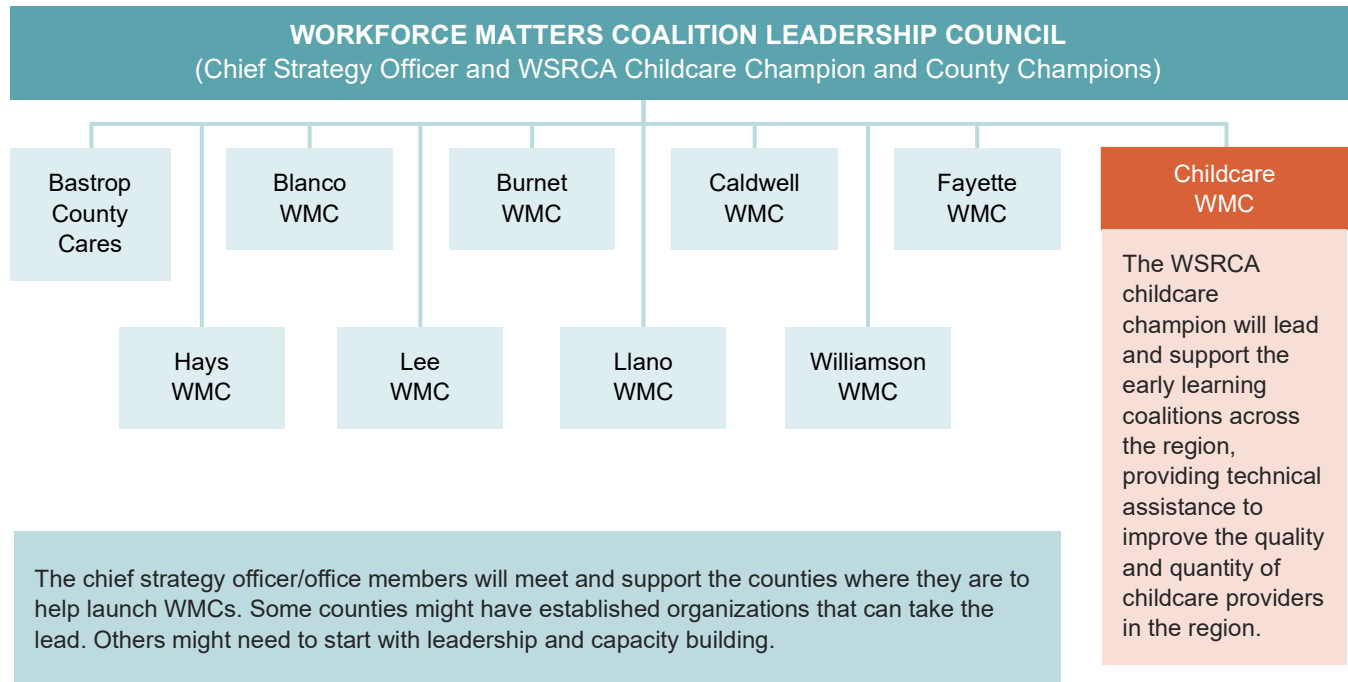 WORKFORCE MATTERS COALITION LEADERSHIP COUNCIL
(Chief Strategy Officer and WSRCA Childcare Champion and County Champions)
Bastrop
County
Cares
Blanco
WMC
Burnet
WMC
Caldwell
WMC
Fayette
WMC
Childcare
WMC
Hays
WMC
Lee
WMC
Llano
WMC
Williamson
WMC
The WSRCA
childcare
champion will lead
and support the
early learning
coalitions across
the region,
providing technical
assistance to
improve the quality
and quantity of
childcare providers
in the region.
The chief strategy officer/office members will meet and support the counties where they are to
help launch WMCs. Some counties might have established organizations that can take the
lead. Others might need to start with leadership and capacity building.